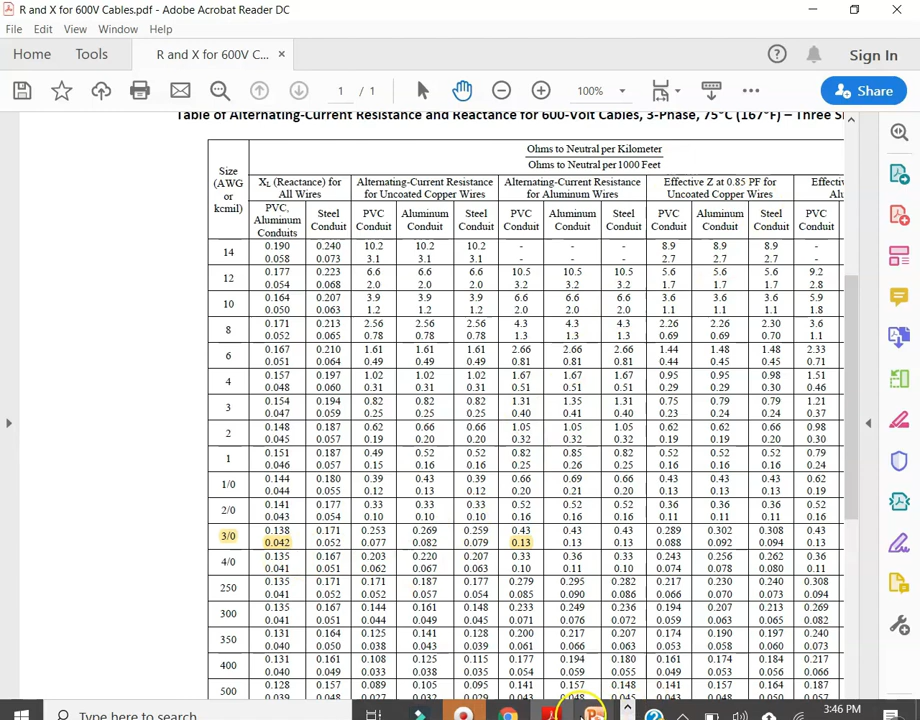 R and X for 600V Cables.pdf - Adobe Acrobat Reader DC
File Edit View Window Help
Home Tools R and X for 600V C... × Sign In
1 / 1 100% Share
Table of Alternating-Current Resistance and Reactance for 600-Volt Cables, 3-Phase, 75°C (167°F) – Three Si
Ohms to Neutral per Kilometer
Ohms to Neutral per 1000 Feet
Size (AWG or kcmil)
XL (Reactance) for All Wires
Alternating-Current Resistance for Uncoated Copper Wires
Alternating-Current Resistance for Aluminum Wires
Effective Z at 0.85 PF for Uncoated Copper Wires
PVC, Aluminum Conduits Steel Conduit PVC Conduit Aluminum Conduit Steel Conduit PVC Conduit Aluminum Conduit Steel Conduit PVC Conduit Aluminum Conduit Steel Conduit PVC Conduit
14
0.190 0.240 10.2 10.2 10.2 - - - 8.9 8.9 8.9 -
0.058 0.073 3.1 3.1 3.1 - - - 2.7 2.7 2.7 -
12
0.177 0.223 6.6 6.6 6.6 10.5 10.5 10.5 5.6 5.6 5.6 9.2
0.054 0.068 2.0 2.0 2.0 3.2 3.2 3.2 1.7 1.7 1.7 2.8
10
0.164 0.207 3.9 3.9 3.9 6.6 6.6 6.6 3.6 3.6 3.6 5.9
0.050 0.063 1.2 1.2 1.2 2.0 2.0 2.0 1.1 1.1 1.1 1.8
8
0.171 0.213 2.56 2.56 2.56 4.3 4.3 4.3 2.26 2.26 2.30 3.6
0.052 0.065 0.78 0.78 0.78 1.3 1.3 1.3 0.69 0.69 0.70 1.1
6
0.167 0.210 1.61 1.61 1.61 2.66 2.66 2.66 1.44 1.48 1.48 2.33
0.051 0.064 0.49 0.49 0.49 0.81 0.81 0.81 0.44 0.45 0.45 0.71
4
0.157 0.197 1.02 1.02 1.02 1.67 1.67 1.67 0.95 0.95 0.98 1.51
0.048 0.060 0.31 0.31 0.31 0.51 0.51 0.51 0.29 0.29 0.30 0.46
3
0.154 0.194 0.82 0.82 0.82 1.31 1.35 1.31 0.75 0.79 0.79 1.21
0.047 0.059 0.25 0.25 0.25 0.40 0.41 0.40 0.23 0.24 0.24 0.37
2
0.148 0.187 0.62 0.66 0.66 1.05 1.05 1.05 0.62 0.62 0.66 0.98
0.045 0.057 0.19 0.20 0.20 0.32 0.32 0.32 0.19 0.19 0.20 0.30
1
0.151 0.187 0.49 0.52 0.52 0.82 0.85 0.82 0.52 0.52 0.52 0.79
0.046 0.057 0.15 0.16 0.16 0.25 0.26 0.25 0.16 0.16 0.16 0.24
1/0
0.144 0.180 0.39 0.43 0.39 0.66 0.69 0.66 0.43 0.43 0.43 0.62
0.044 0.055 0.12 0.13 0.12 0.20 0.21 0.20 0.13 0.13 0.13 0.19
2/0
0.141 0.177 0.33 0.33 0.33 0.52 0.52 0.52 0.36 0.36 0.36 0.52
0.043 0.054 0.10 0.10 0.10 0.16 0.16 0.16 0.11 0.11 0.11 0.16
3/0
0.138 0.171 0.253 0.269 0.259 0.43 0.43 0.43 0.289 0.302 0.308 0.43
0.042 0.052 0.077 0.082 0.079 0.13 0.13 0.13 0.088 0.092 0.094 0.13
4/0
0.135 0.167 0.203 0.220 0.207 0.33 0.36 0.33 0.243 0.256 0.262 0.36
0.041 0.051 0.062 0.067 0.063 0.10 0.11 0.10 0.074 0.078 0.080 0.11
250
0.135 0.171 0.171 0.187 0.177 0.279 0.295 0.282 0.217 0.230 0.240 0.308
0.041 0.052 0.052 0.057 0.054 0.085 0.090 0.086 0.066 0.070 0.073 0.094
300
0.135 0.167 0.144 0.161 0.148 0.233 0.249 0.236 0.194 0.207 0.213 0.269
0.041 0.051 0.044 0.049 0.045 0.071 0.076 0.072 0.059 0.063 0.065 0.082
350
0.131 0.164 0.125 0.141 0.128 0.200 0.217 0.207 0.174 0.190 0.197 0.240
0.040 0.050 0.038 0.043 0.039 0.061 0.066 0.063 0.053 0.058 0.060 0.073
400
0.131 0.161 0.108 0.125 0.115 0.177 0.194 0.180 0.161 0.174 0.184 0.217
0.040 0.049 0.033 0.038 0.035 0.054 0.059 0.055 0.049 0.053 0.056 0.066
500
0.128 0.157 0.089 0.105 0.095 0.141 0.157 0.148 0.141 0.157 0.164 0.187
Type here to search 3:46 PM